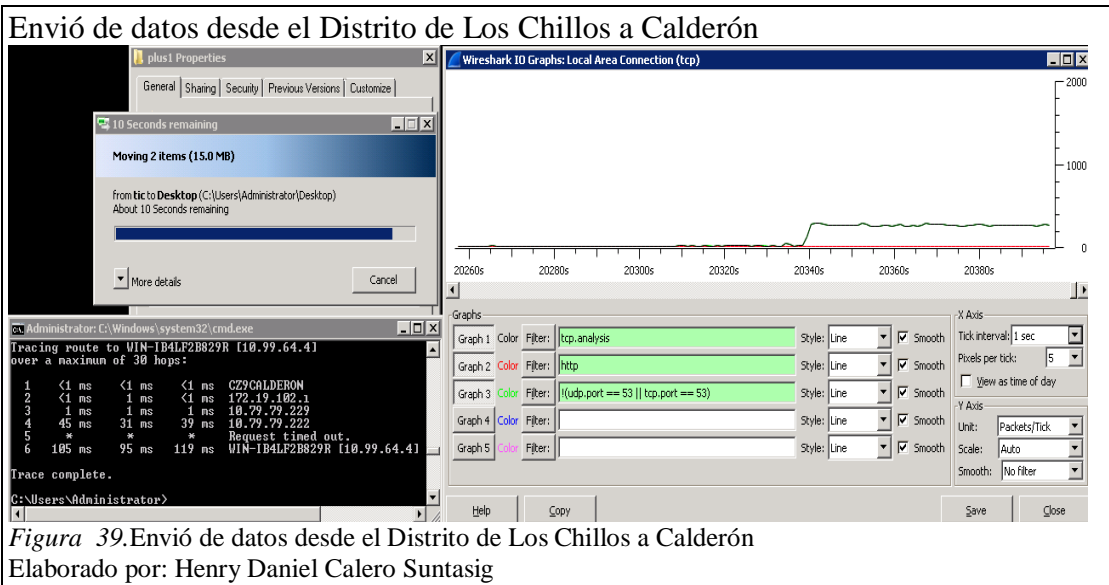 Envió de datos desde el Distrito de Los Chillos a Calderón
plus1 Properties
General Sharing Security Previous Versions Customize
10 Seconds remaining
Moving 2 items (15.0 MB)
from tic to Desktop (C:\Users\Administrator\Desktop)
About 10 Seconds remaining
More details
Cancel
Administrator: C:\Windows\system32\cmd.exe
Tracing route to WIN-IB4LF2B829R [10.99.64.4]
over a maximum of 30 hops:
1 <1 ms <1 ms <1 ms CZ9CALDERON
2 <1 ms 1 ms <1 ms 172.19.102.1
3 1 ms 1 ms 1 ms 10.79.79.229
4 45 ms 31 ms 39 ms 10.79.79.222
5 * * * Request timed out.
6 105 ms 95 ms 119 ms WIN-IB4LF2B829R [10.99.64.4]
Trace complete.
C:\Users\Administrator>
Wireshark IO Graphs: Local Area Connection (tcp)
2000
1000
0
20260s 20280s 20300s 20320s 20340s 20360s 20380s
Graphs
Graph 1 Color Filter: tcp.analysis Style: Line Smooth
Graph 2 Color Filter: http Style: Line Smooth
Graph 3 Color Filter: !(udp.port == 53 || tcp.port == 53) Style: Line Smooth
Graph 4 Color Filter: Style: Line Smooth
Graph 5 Color Filter: Style: Line Smooth
X Axis
Tick interval: 1 sec
Pixels per tick: 5
View as time of day
Y Axis
Unit: Packets/Tick
Scale: Auto
Smooth: No filter
Help Copy Save Close
Figura 39.Envió de datos desde el Distrito de Los Chillos a Calderón
Elaborado por: Henry Daniel Calero Suntasig